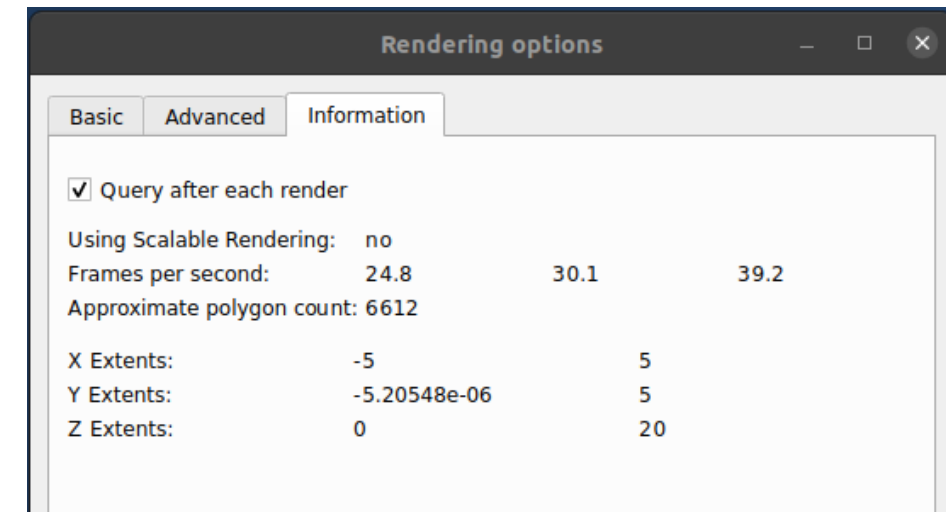 Rendering options
Basic Advanced Information
Query after each render
Using Scalable Rendering: no
Frames per second: 24.8 30.1 39.2
Approximate polygon count: 6612
X Extents: -5 5
Y Extents: -5.20548e-06 5
Z Extents: 0 20